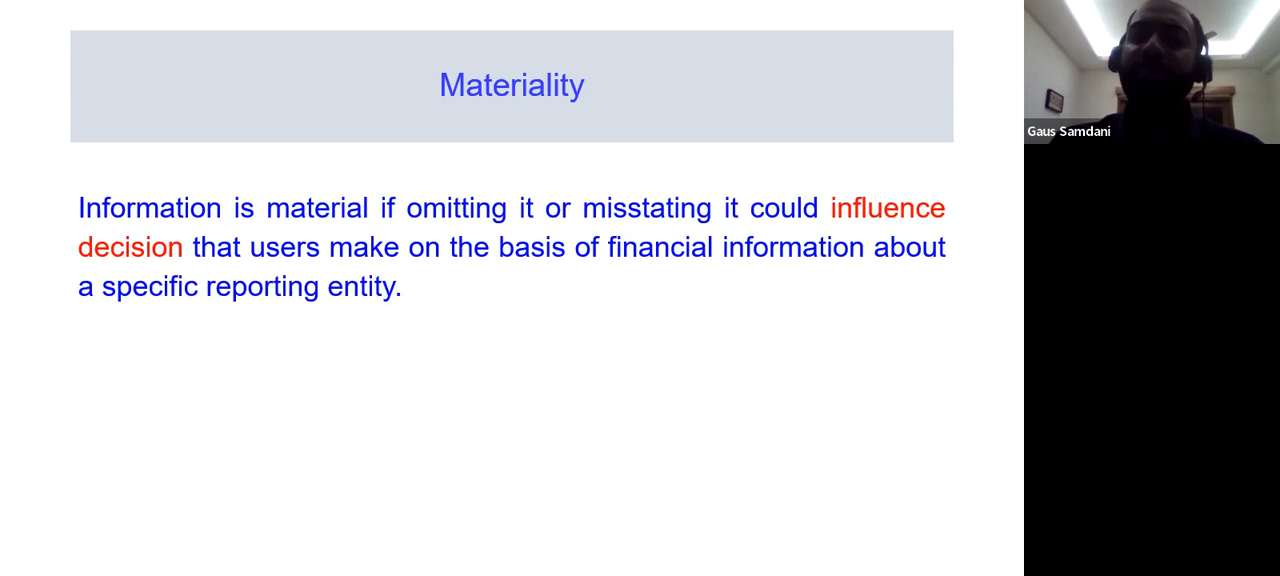 Materiality
Information is material if omitting it or misstating it could influence
decision that users make on the basis of financial information about
a specific reporting entity.
Gaus Samdani